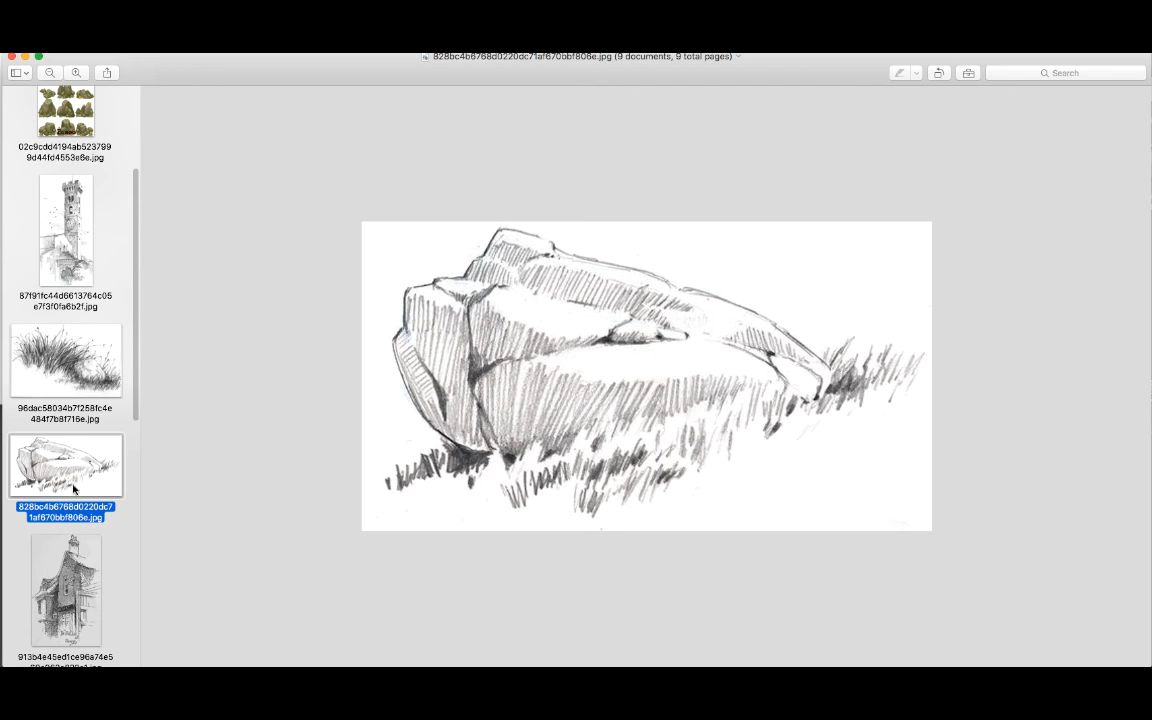 828bc4b6768d0220dc71af670bbf806e.jpg (9 documents, 9 total pages)
Search
02c9cdd4194ab523799
9d44fd4553e6e.jpg
87f91fc44d6613764c05
e7f3f0fa6b2f.jpg
96dac58034b7f258fc4e
484f7b8f716e.jpg
828bc4b6768d0220dc7
1af670bbf806e.jpg
913b4e45ed1ce96a74e5